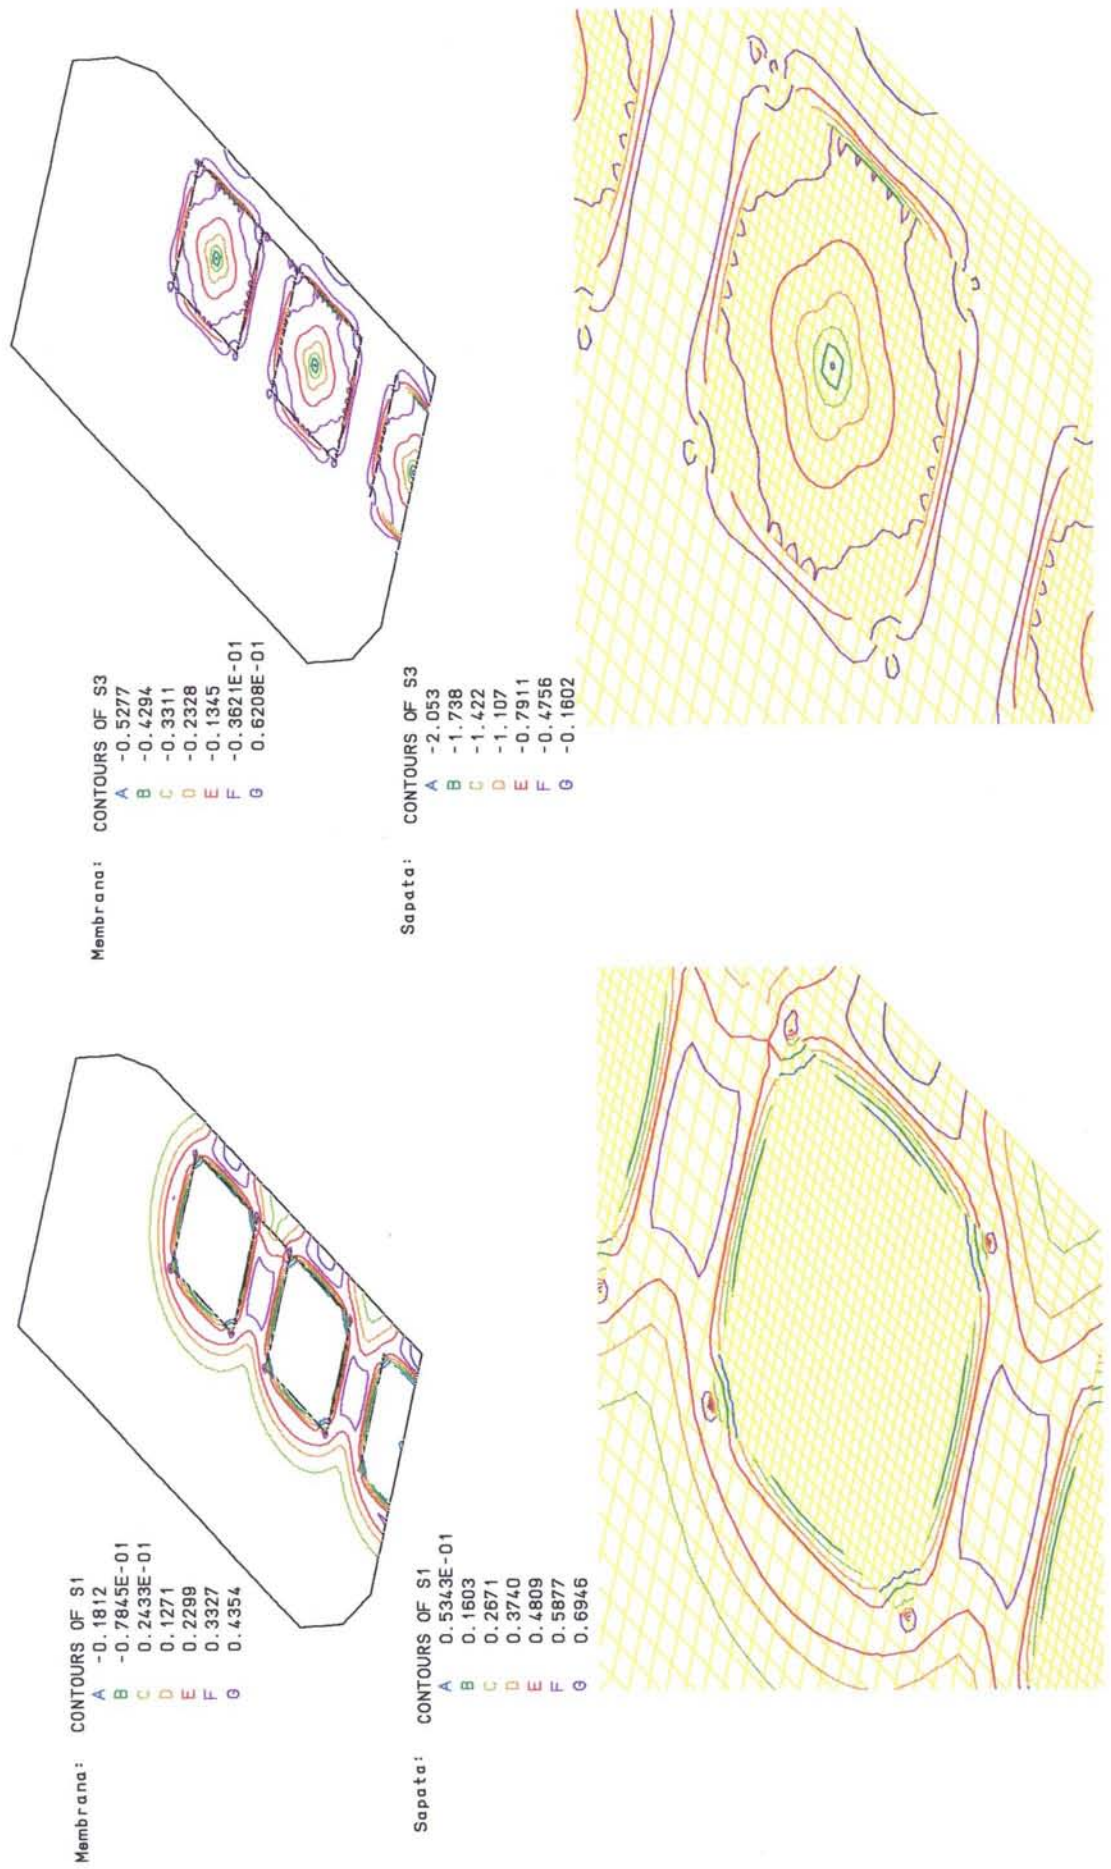 Membrana: CONTOURS OF S1
A -0.1812
B -0.7845E-01
C 0.2433E-01
D 0.1271
E 0.2299
F 0.3327
G 0.4354
Sapata: CONTOURS OF S1
A 0.5343E-01
B 0.1603
C 0.2671
D 0.3740
E 0.4809
F 0.5877
G 0.6946
Membrana: CONTOURS OF S3
A -0.5277
B -0.4294
C -0.3311
D -0.2328
E -0.1345
F -0.3621E-01
G 0.6208E-01
Sapata: CONTOURS OF S3
A -2.053
B -1.738
C -1.422
D -1.107
E -0.7911
F -0.4756
G -0.1602